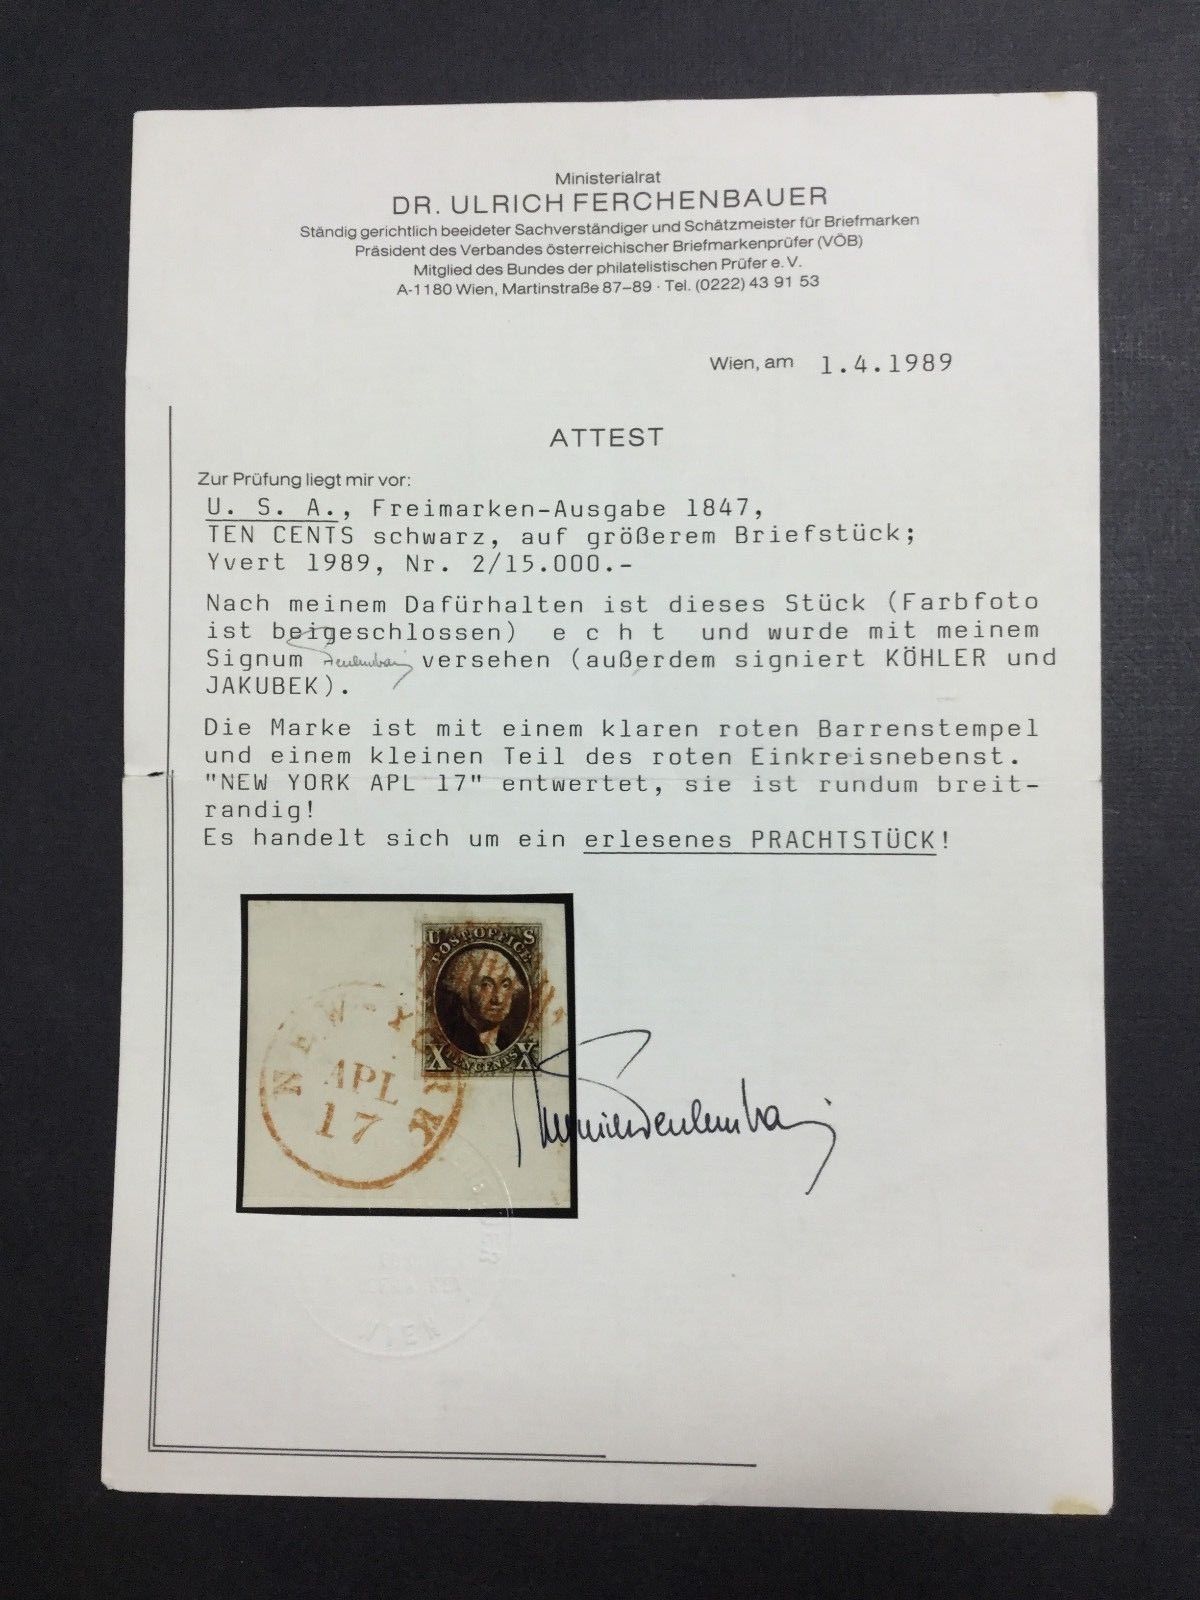 Ministerialrat
DR. ULRICH FERCHENBAUER
Ständig gerichtlich beeideter Sachverständiger und Schätzmeister für Briefmarken
Präsident des Verbandes österreichischer Briefmarkenprüfer (VÖB)
Mitglied des Bundes der philatelistischen Prüfer e. V.
A-1180 Wien, Martinstraße 87–89 · Tel. (0222) 43 91 53
Wien, am 1.4.1989
ATTEST
Zur Prüfung liegt mir vor:
U. S. A., Freimarken-Ausgabe 1847,
TEN CENTS schwarz, auf größerem Briefstück;
Yvert 1989, Nr. 2/15.000.-
Nach meinem Dafürhalten ist dieses Stück (Farbfoto
ist beigeschlossen) e c h t und wurde mit meinem
Signum versehen (außerdem signiert KÖHLER und
JAKUBEK).
Die Marke ist mit einem klaren roten Barrenstempel
und einem kleinen Teil des roten Einkreisnebenst.
"NEW YORK APL 17" entwertet, sie ist rundum breit-
randig!
Es handelt sich um ein erlesenes PRACHTSTÜCK!
U S
POST OFFICE
X TEN CENTS X
NEW-YORK
APL
17
WIEN